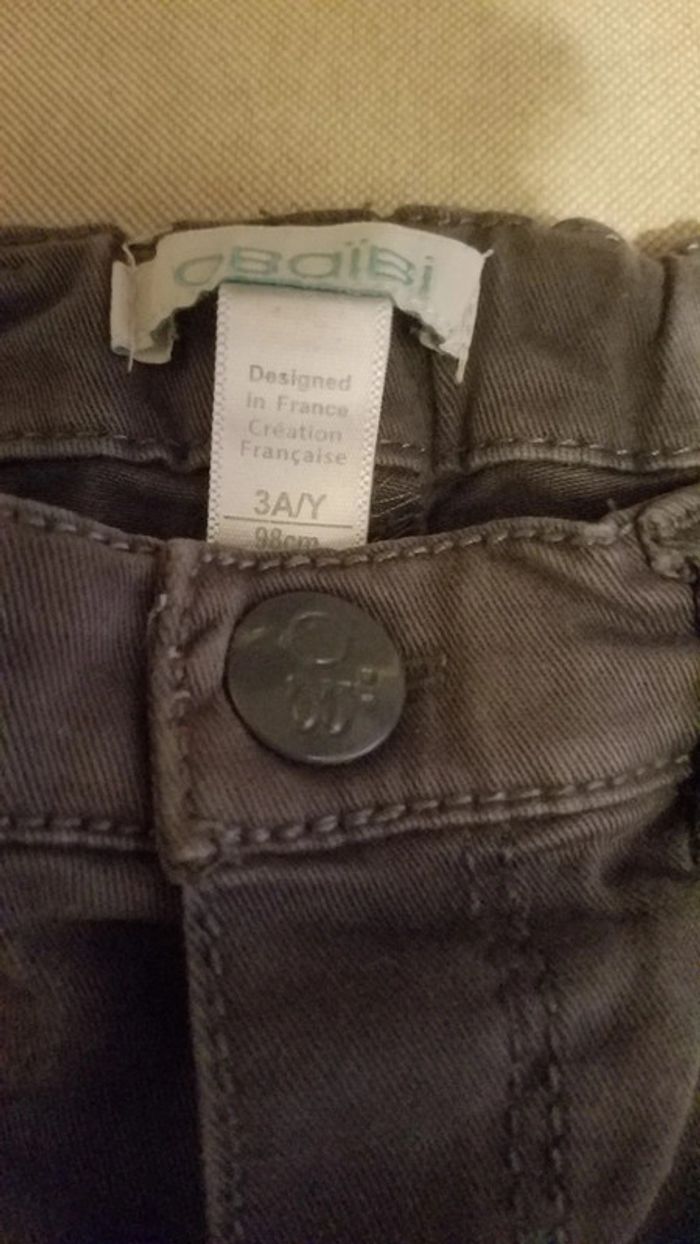 OBaïBi
Designed
in France
Création
Française
3A/Y
98cm